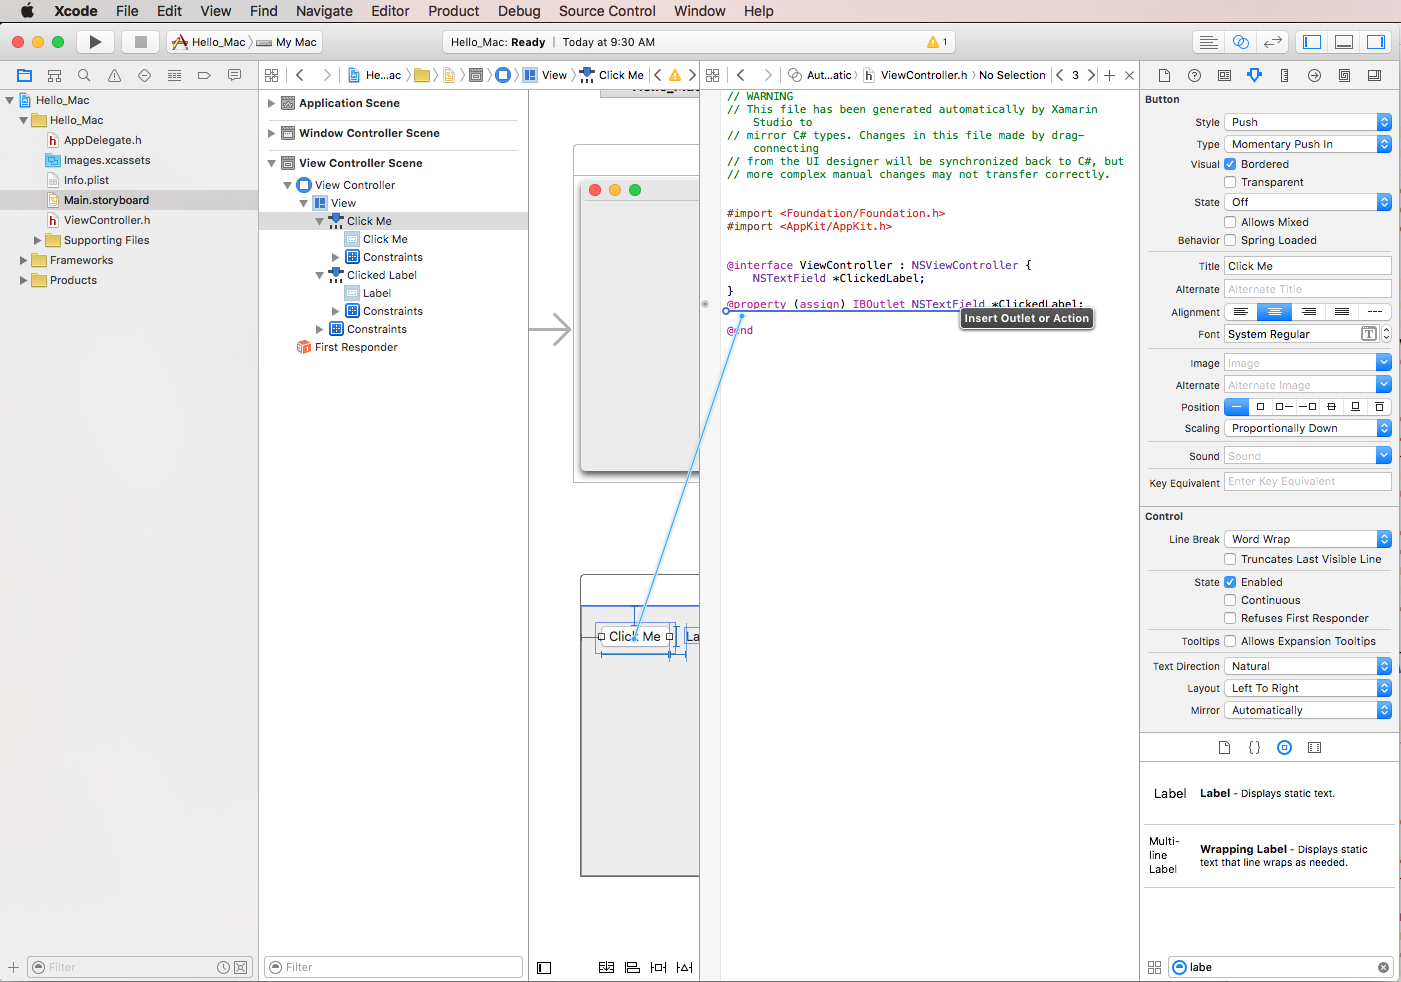 Xcode File Edit View Find Navigate Editor Product Debug Source Control Window Help
Hello_Mac My Mac
Hello_Mac: Ready | Today at 9:30 AM
1
He...ac View Click Me
Aut...atic ViewController.h No Selection 3
Hello_Mac
Hello_Mac
AppDelegate.h
Images.xcassets
Info.plist
Main.storyboard
ViewController.h
Supporting Files
Frameworks
Products
Filter
Application Scene
Window Controller Scene
View Controller Scene
View Controller
View
Click Me
Click Me
Constraints
Clicked Label
Label
Constraints
Constraints
First Responder
Filter
Click Me
La
// WARNING
// This file has been generated automatically by Xamarin
Studio to
// mirror C# types. Changes in this file made by drag-
connecting
// from the UI designer will be synchronized back to C#, but
// more complex manual changes may not transfer correctly.
#import <Foundation/Foundation.h>
#import <AppKit/AppKit.h>
@interface ViewController : NSViewController {
NSTextField *ClickedLabel;
}
@property (assign) IBOutlet NSTextField *ClickedLabel;
Insert Outlet or Action
@end
Button
Style Push
Type Momentary Push In
Visual Bordered
Transparent
State Off
Allows Mixed
Behavior Spring Loaded
Title Click Me
Alternate Alternate Title
Alignment
Font System Regular
Image Image
Alternate Alternate Image
Position
Scaling Proportionally Down
Sound Sound
Key Equivalent Enter Key Equivalent
Control
Line Break Word Wrap
Truncates Last Visible Line
State Enabled
Continuous
Refuses First Responder
Tooltips Allows Expansion Tooltips
Text Direction Natural
Layout Left To Right
Mirror Automatically
Label Label - Displays static text.
Multi-
line
Label
Wrapping Label - Displays static
text that line wraps as needed.
labe